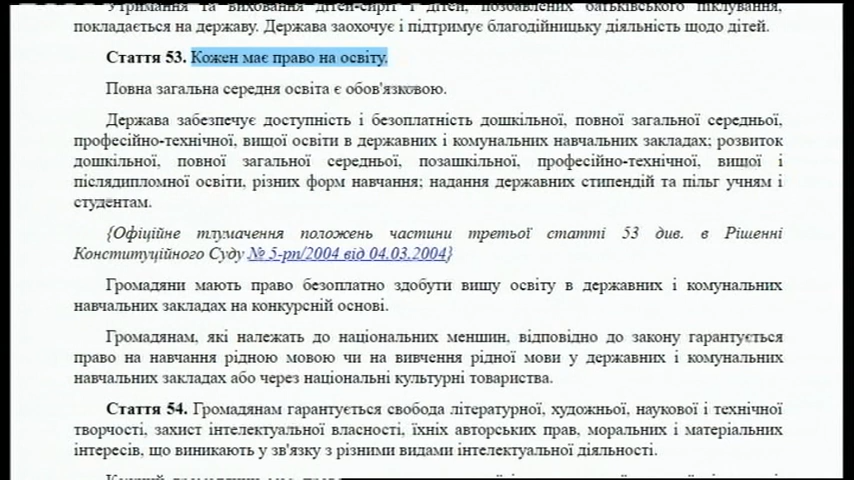 Утримання та виховання дітей-сиріт і дітей, позбавлених батьківського піклування,
покладається на державу. Держава заохочує і підтримує благодійницьку діяльність щодо дітей.
Стаття 53. Кожен має право на освіту.
Повна загальна середня освіта є обов'язковою.
Держава забезпечує доступність і безоплатність дошкільної, повної загальної середньої,
професійно-технічної, вищої освіти в державних і комунальних навчальних закладах; розвиток
дошкільної, повної загальної середньої, позашкільної, професійно-технічної, вищої і
післядипломної освіти, різних форм навчання; надання державних стипендій та пільг учням і
студентам.
{Офіційне тлумачення положень частини третьої статті 53 див. в Рішенні
Конституційного Суду № 5-рп/2004 від 04.03.2004}
Громадяни мають право безоплатно здобути вищу освіту в державних і комунальних
навчальних закладах на конкурсній основі.
Громадянам, які належать до національних меншин, відповідно до закону гарантується
право на навчання рідною мовою чи на вивчення рідної мови у державних і комунальних
навчальних закладах або через національні культурні товариства.
Стаття 54. Громадянам гарантується свобода літературної, художньої, наукової і технічної
творчості, захист інтелектуальної власності, їхніх авторських прав, моральних і матеріальних
інтересів, що виникають у зв'язку з різними видами інтелектуальної діяльності.